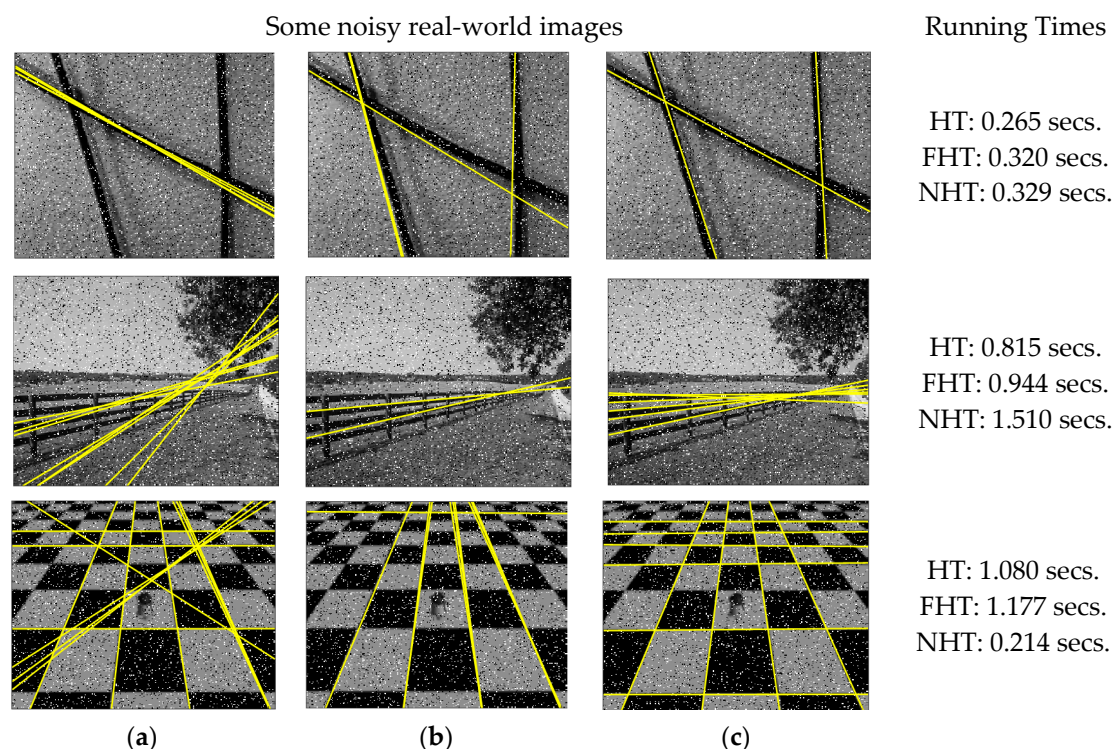 Some noisy real-world images
Running Times
HT: 0.265 secs.
FHT: 0.320 secs.
NHT: 0.329 secs.
HT: 0.815 secs.
FHT: 0.944 secs.
NHT: 1.510 secs.
HT: 1.080 secs.
FHT: 1.177 secs.
NHT: 0.214 secs.
(a)
(b)
(c)